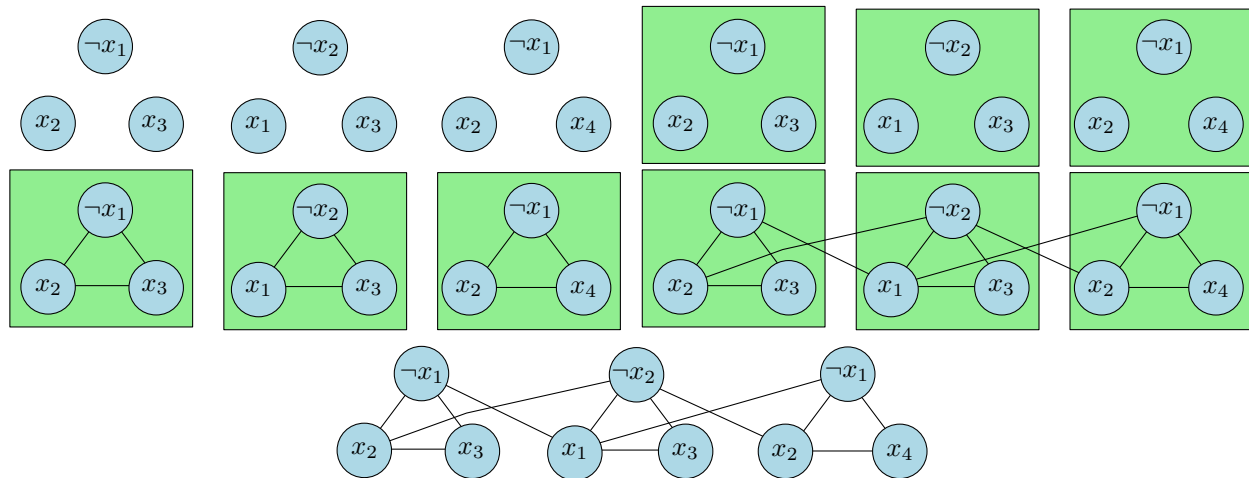 ¬x₁ ¬x₂ ¬x₁ ¬x₁ ¬x₂ ¬x₁
x₂ x₃ x₁ x₃ x₂ x₄ x₂ x₃ x₁ x₃ x₂ x₄
¬x₁ ¬x₂ ¬x₁ ¬x₁ ¬x₂ ¬x₁
x₂ x₃ x₁ x₃ x₂ x₄ x₂ x₃ x₁ x₃ x₂ x₄
¬x₁ ¬x₂ ¬x₁
x₂ x₃ x₁ x₃ x₂ x₄